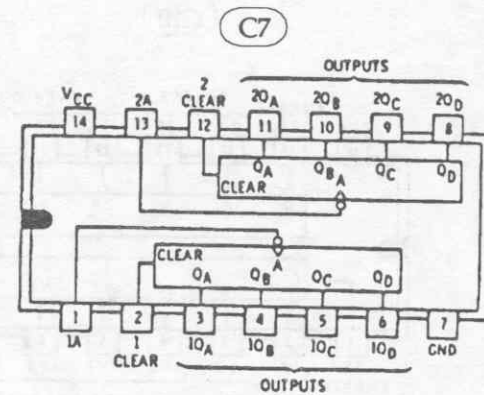 C7
OUTPUTS
VCC 2A 2 CLEAR 2QA 2QB 2QC 2QD
14 13 12 11 10 9 8
QA QB QC QD
CLEAR A
CLEAR A
QA QB QC QD
1 2 3 4 5 6 7
1A 1 CLEAR 1QA 1QB 1QC 1QD GND
OUTPUTS